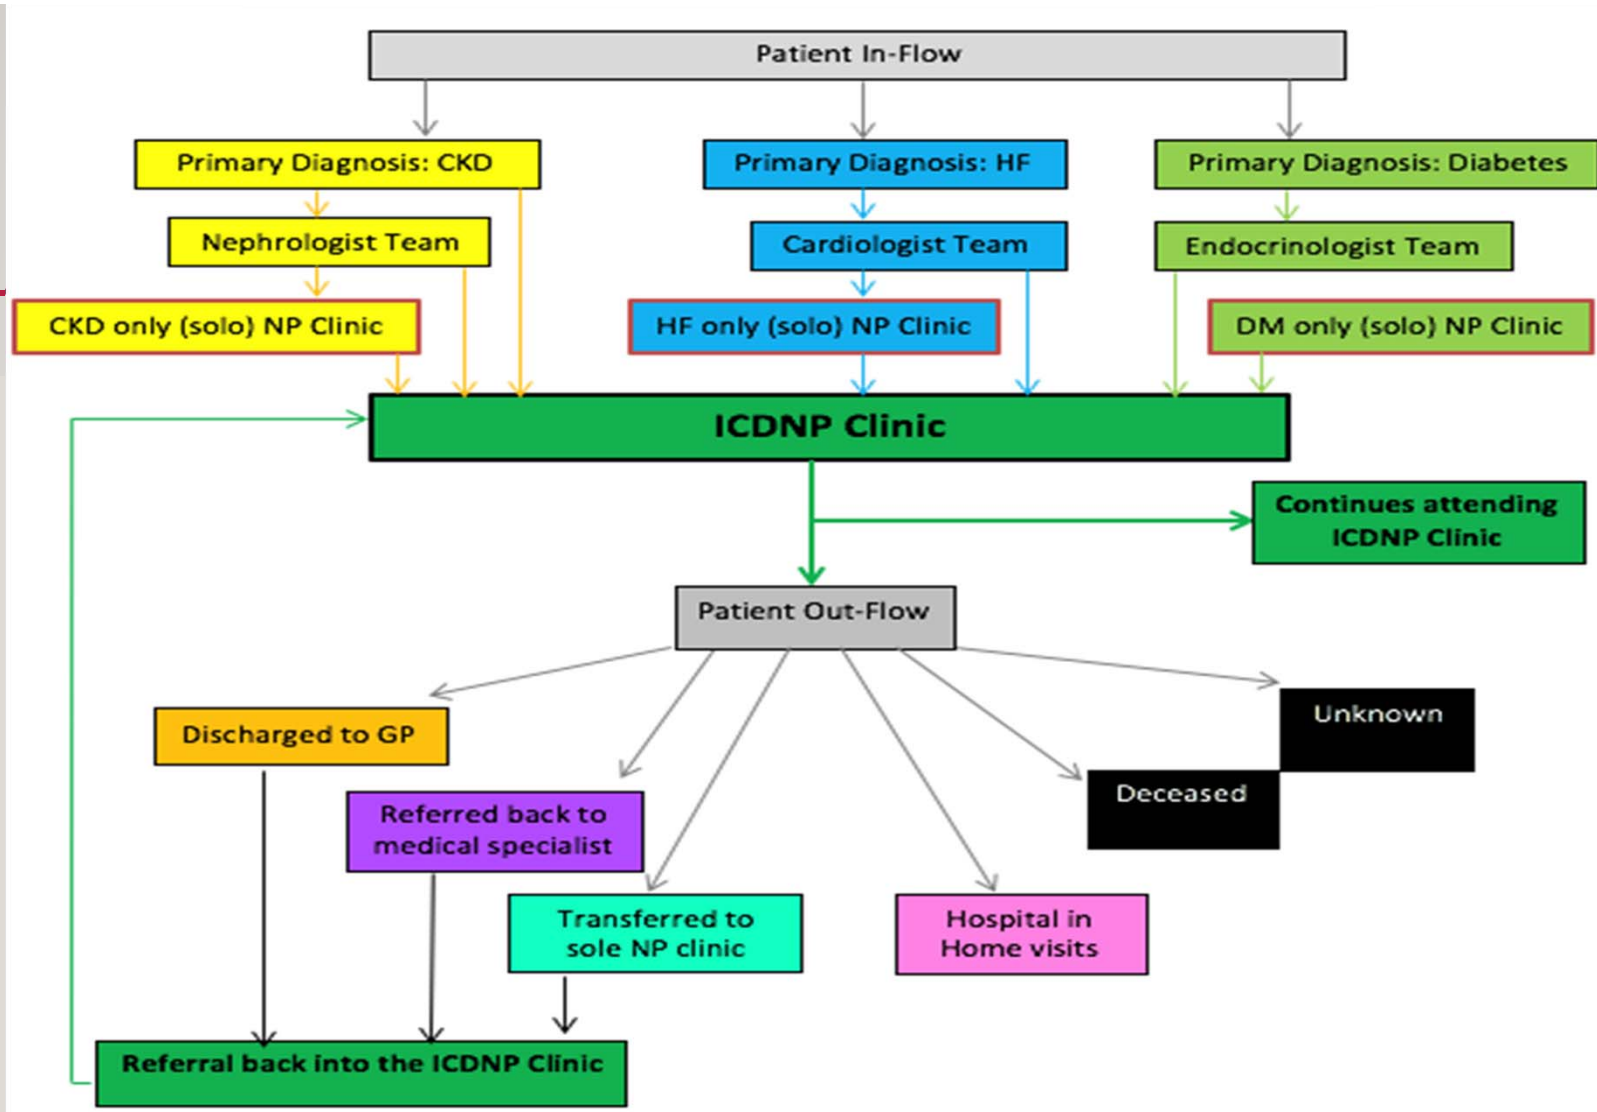 Patient In-Flow
Primary Diagnosis: CKD
Primary Diagnosis: HF
Primary Diagnosis: Diabetes
Nephrologist Team
Cardiologist Team
Endocrinologist Team
CKD only (solo) NP Clinic
HF only (solo) NP Clinic
DM only (solo) NP Clinic
ICDNP Clinic
Continues attending
ICDNP Clinic
Patient Out-Flow
Discharged to GP
Unknown
Deceased
Referred back to
medical specialist
Transferred to
sole NP clinic
Hospital in
Home visits
Referral back into the ICDNP Clinic